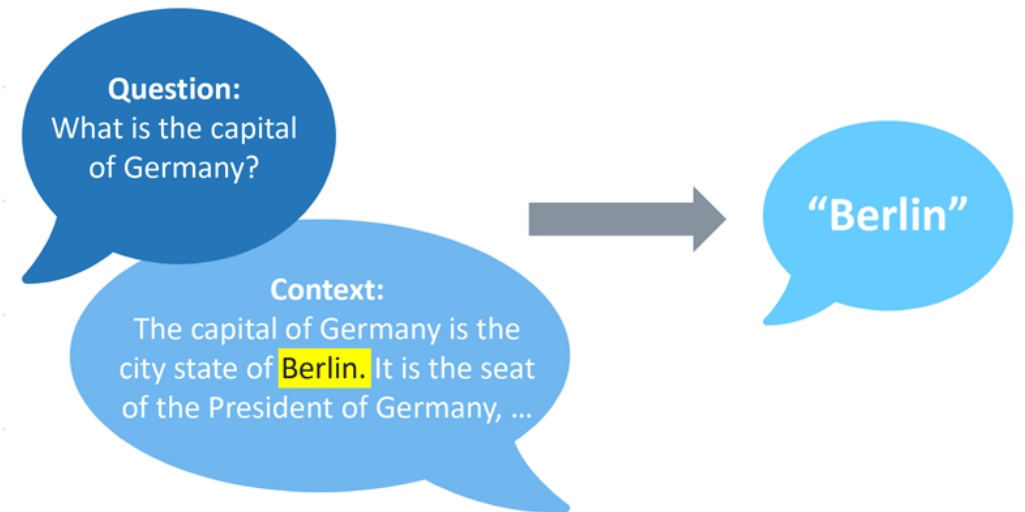 Question:
What is the capital
of Germany?
Context:
The capital of Germany is the
city state of Berlin. It is the seat
of the President of Germany, ...
“Berlin”